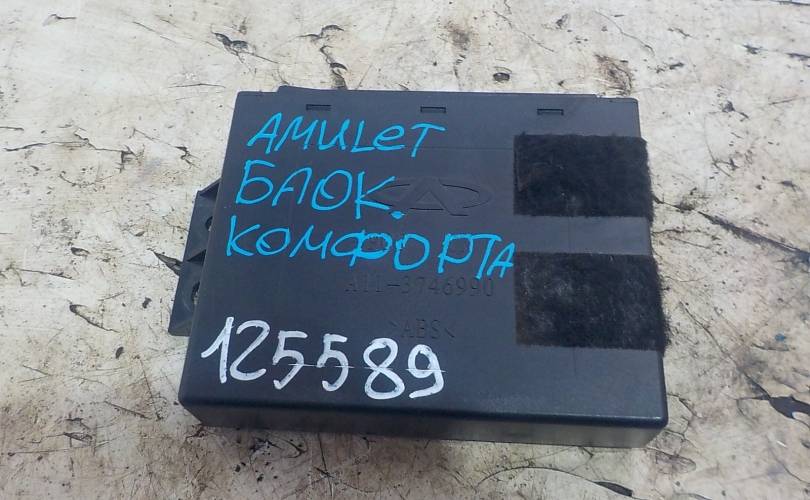 AMULET
БЛОК.
КОМФОРТА
A11-3746990
>ABS<
125589